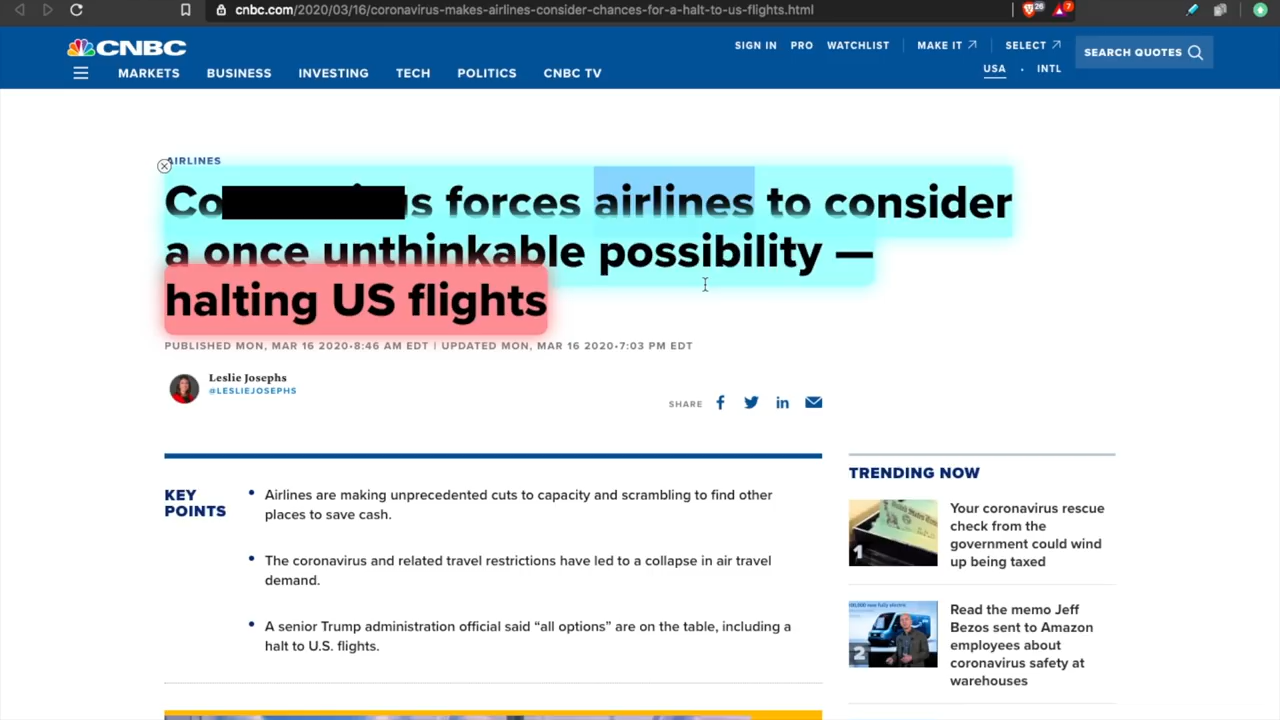 cnbc.com/2020/03/16/coronavirus-makes-airlines-consider-chances-for-a-halt-to-us-flights.html
26
7
CNBC
SIGN IN PRO WATCHLIST MAKE IT SELECT
SEARCH QUOTES
USA · INTL
MARKETS BUSINESS INVESTING TECH POLITICS CNBC TV
AIRLINES
Co us forces airlines to consider
a once unthinkable possibility —
halting US flights
PUBLISHED MON, MAR 16 2020•8:46 AM EDT | UPDATED MON, MAR 16 2020•7:03 PM EDT
Leslie Josephs
@LESLIEJOSEPHS
SHARE
KEY
POINTS
• Airlines are making unprecedented cuts to capacity and scrambling to find other
places to save cash.
• The coronavirus and related travel restrictions have led to a collapse in air travel
demand.
• A senior Trump administration official said “all options” are on the table, including a
halt to U.S. flights.
TRENDING NOW
1
Your coronavirus rescue
check from the
government could wind
up being taxed
2
Read the memo Jeff
Bezos sent to Amazon
employees about
coronavirus safety at
warehouses